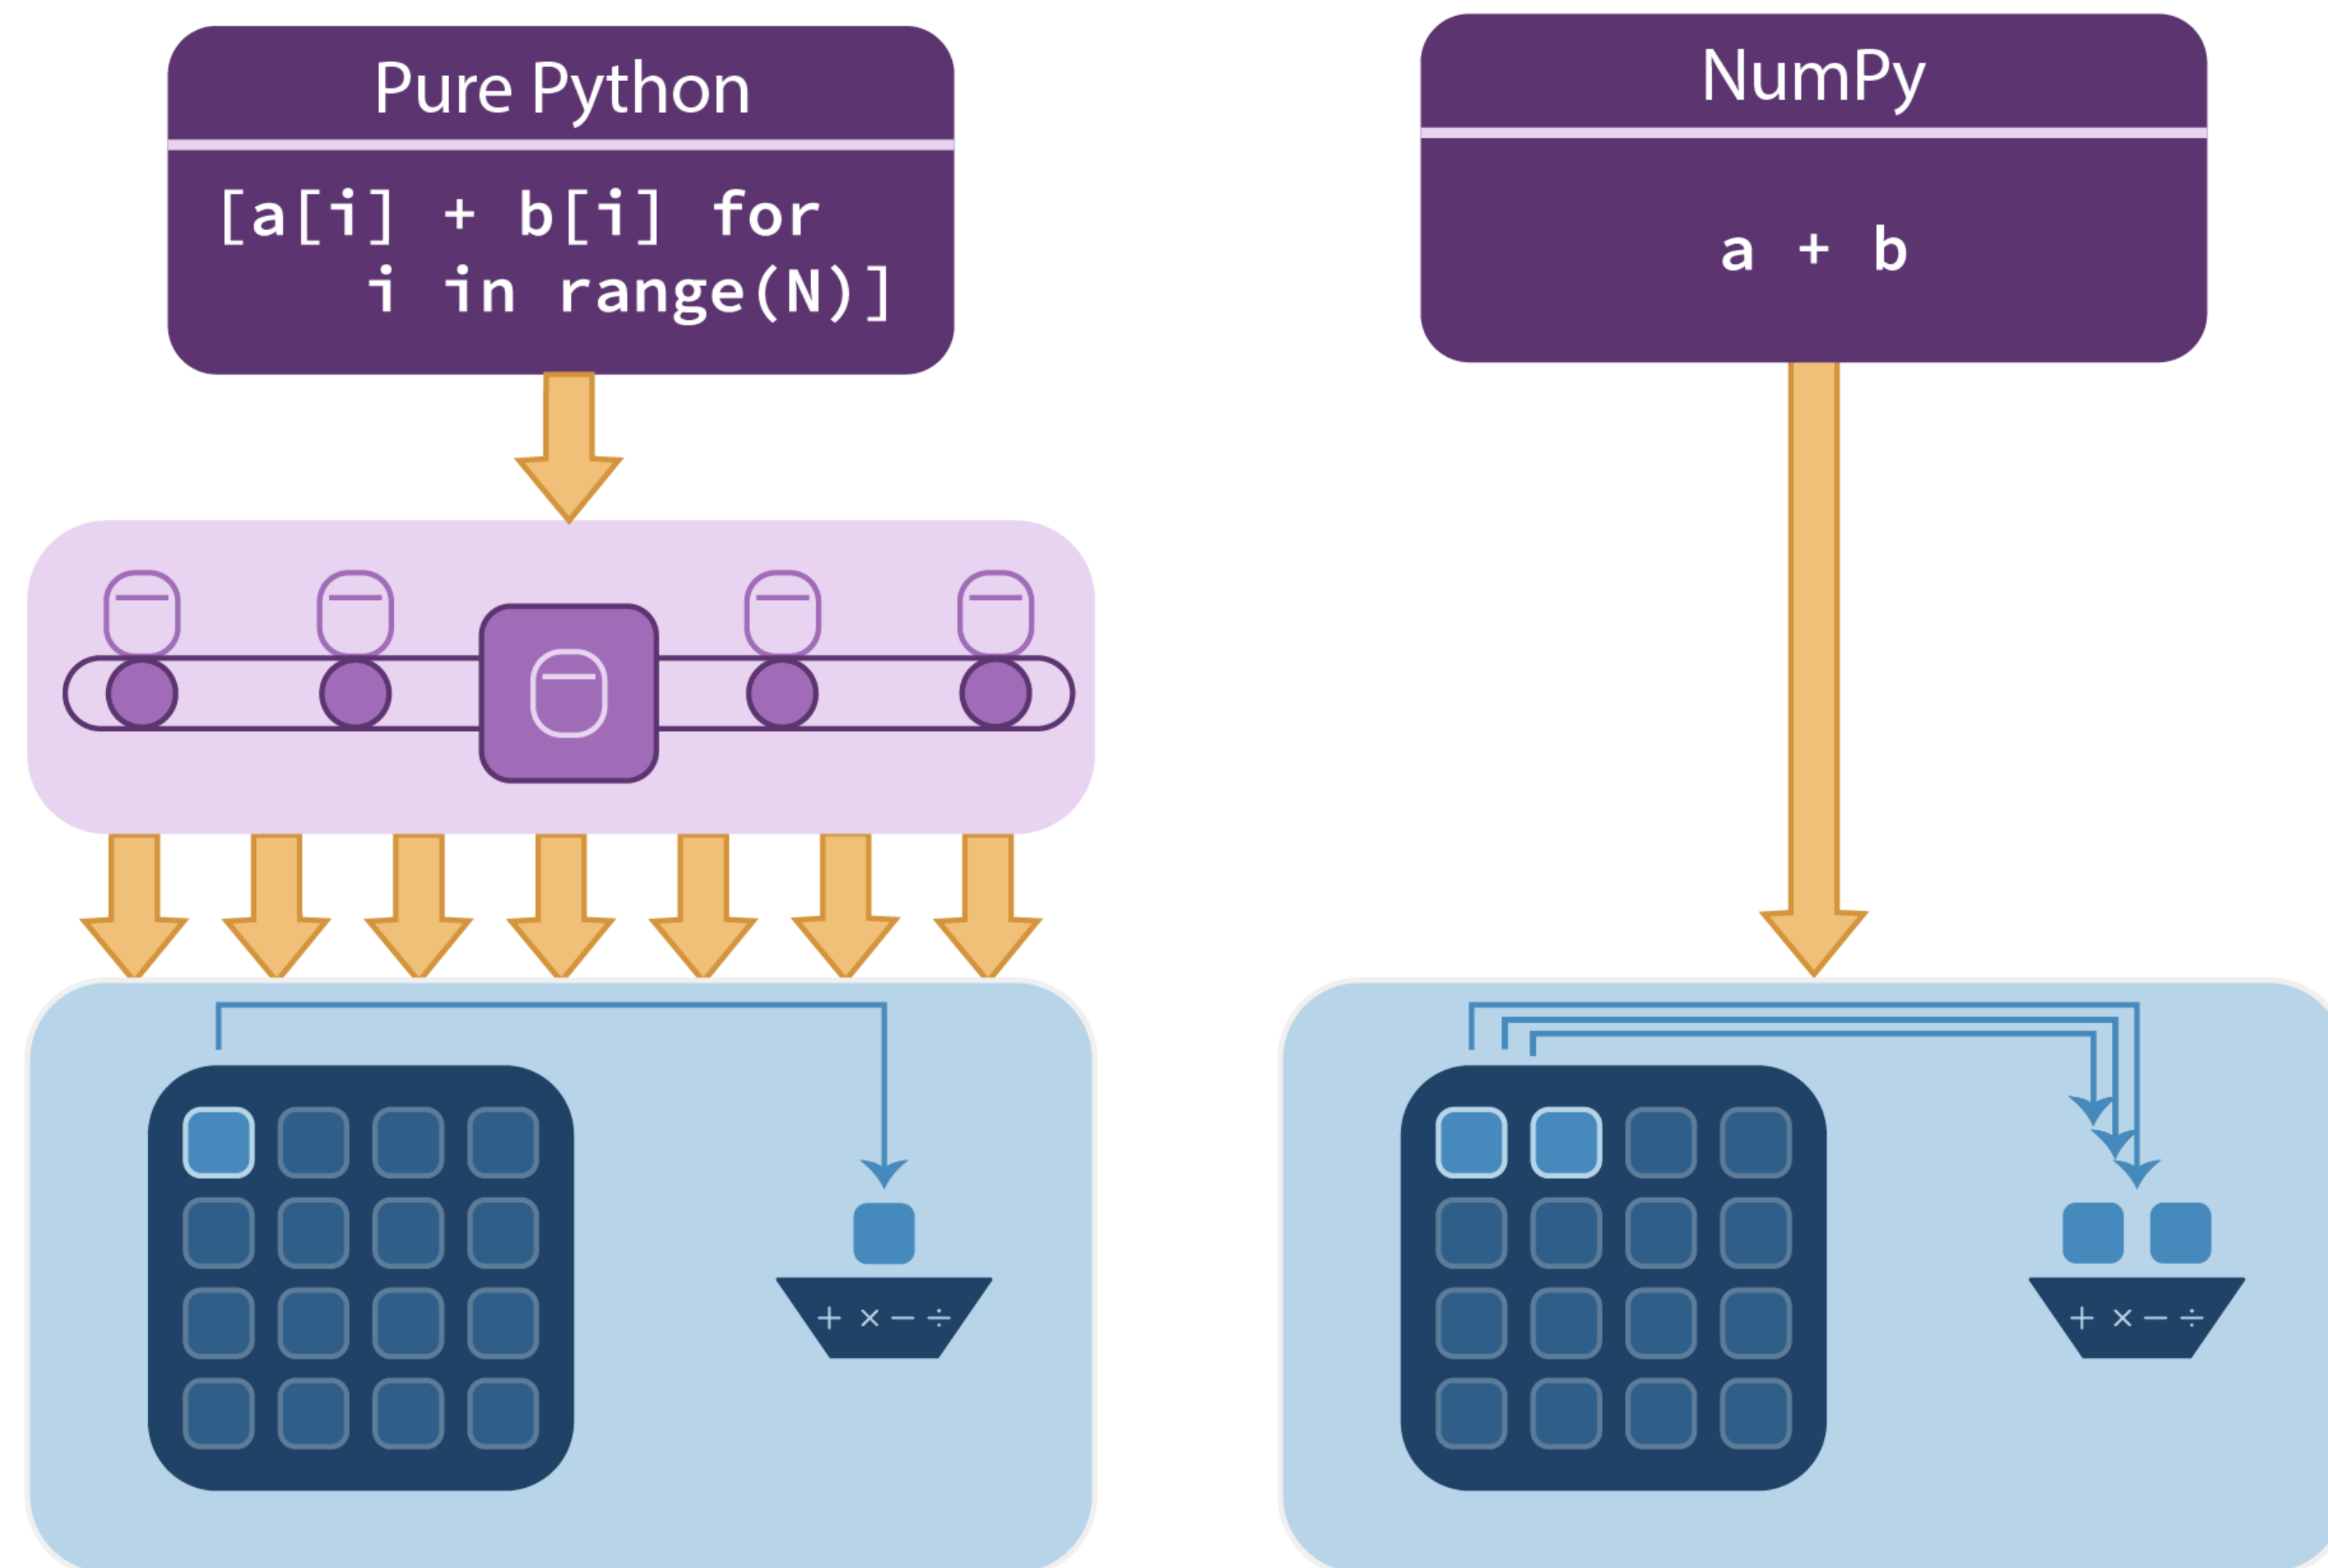 Pure Python
[a[i] + b[i] for
i in range(N)]
NumPy
a + b
+ × − ÷
+ × − ÷